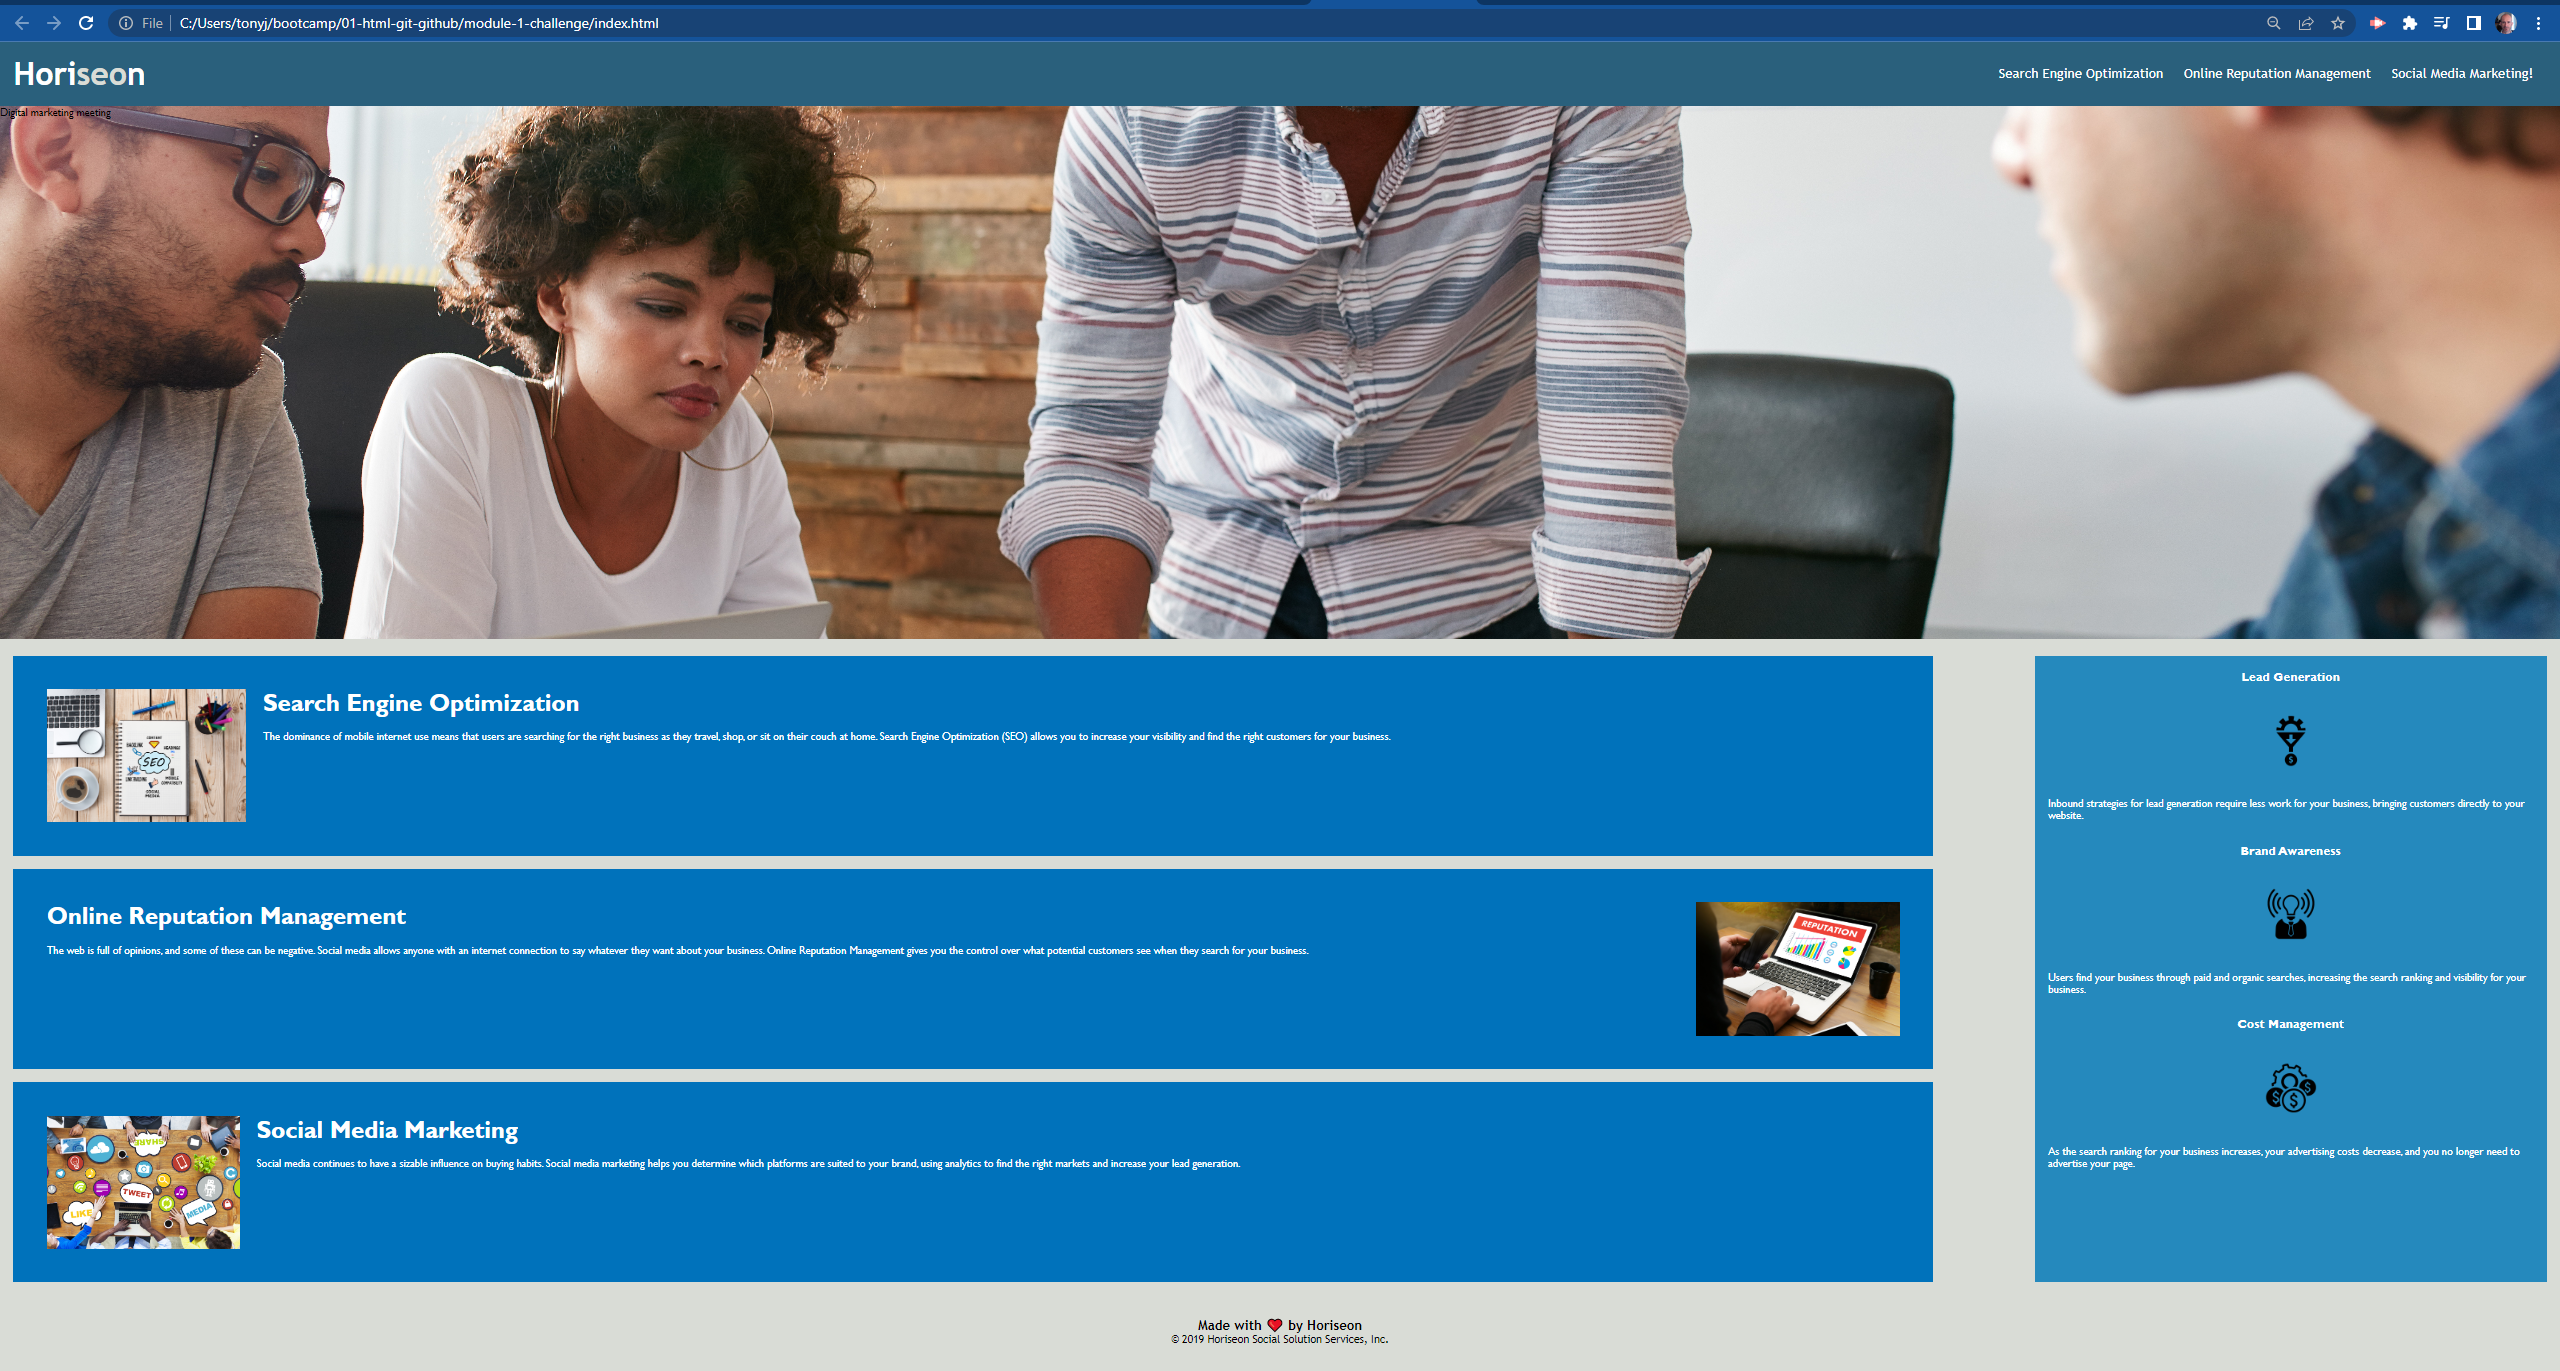 File C:/Users/tonyj/bootcamp/01-html-git-github/module-1-challenge/index.html
Horiseon
Search Engine Optimization Online Reputation Management Social Media Marketing!
Digital marketing meeting
SEO
Search Engine Optimization
The dominance of mobile internet use means that users are searching for the right business as they travel, shop, or sit on their couch at home. Search Engine Optimization (SEO) allows you to increase your visibility and find the right customers for your business.
Online Reputation Management
The web is full of opinions, and some of these can be negative. Social media allows anyone with an internet connection to say whatever they want about your business. Online Reputation Management gives you the control over what potential customers see when they search for your business.
REPUTATION
SHARE
TWEET
LIKE
MEDIA
Social Media Marketing
Social media continues to have a sizable influence on buying habits. Social media marketing helps you determine which platforms are suited to your brand, using analytics to find the right markets and increase your lead generation.
Lead Generation
Inbound strategies for lead generation require less work for your business, bringing customers directly to your
website.
Brand Awareness
Users find your business through paid and organic searches, increasing the search ranking and visibility for your
business.
Cost Management
As the search ranking for your business increases, your advertising costs decrease, and you no longer need to
advertise your page.
Made with ❤️ by Horiseon
© 2019 Horiseon Social Solution Services, Inc.